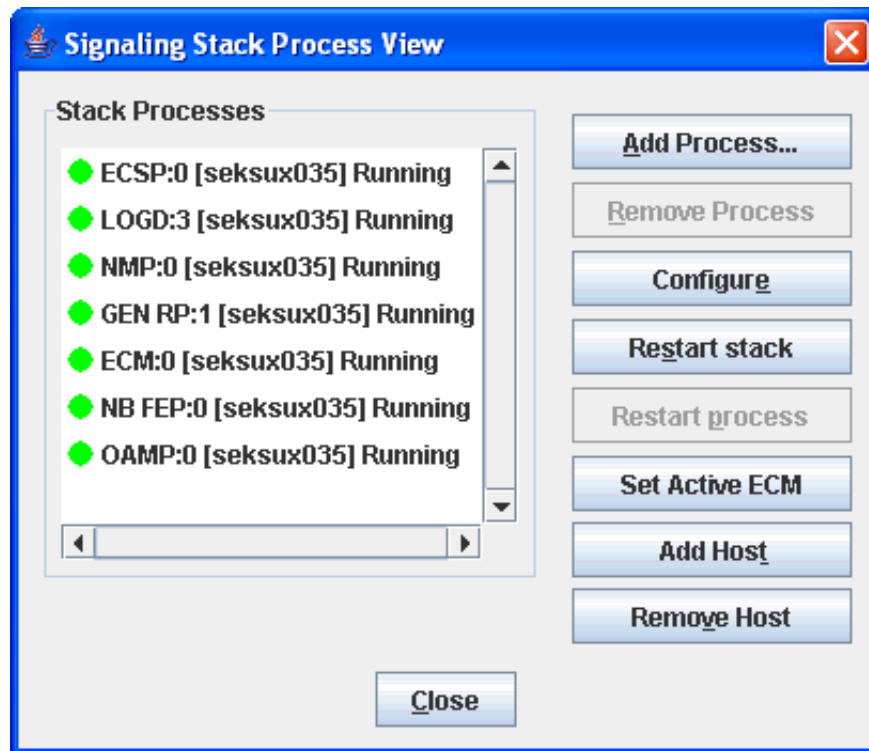 Signaling Stack Process View
Stack Processes
ECSP:0 [seksux035] Running
LOGD:3 [seksux035] Running
NMP:0 [seksux035] Running
GEN RP:1 [seksux035] Running
ECM:0 [seksux035] Running
NB FEP:0 [seksux035] Running
OAMP:0 [seksux035] Running
Add Process...
Remove Process
Configure
Restart stack
Restart process
Set Active ECM
Add Host
Remove Host
Close